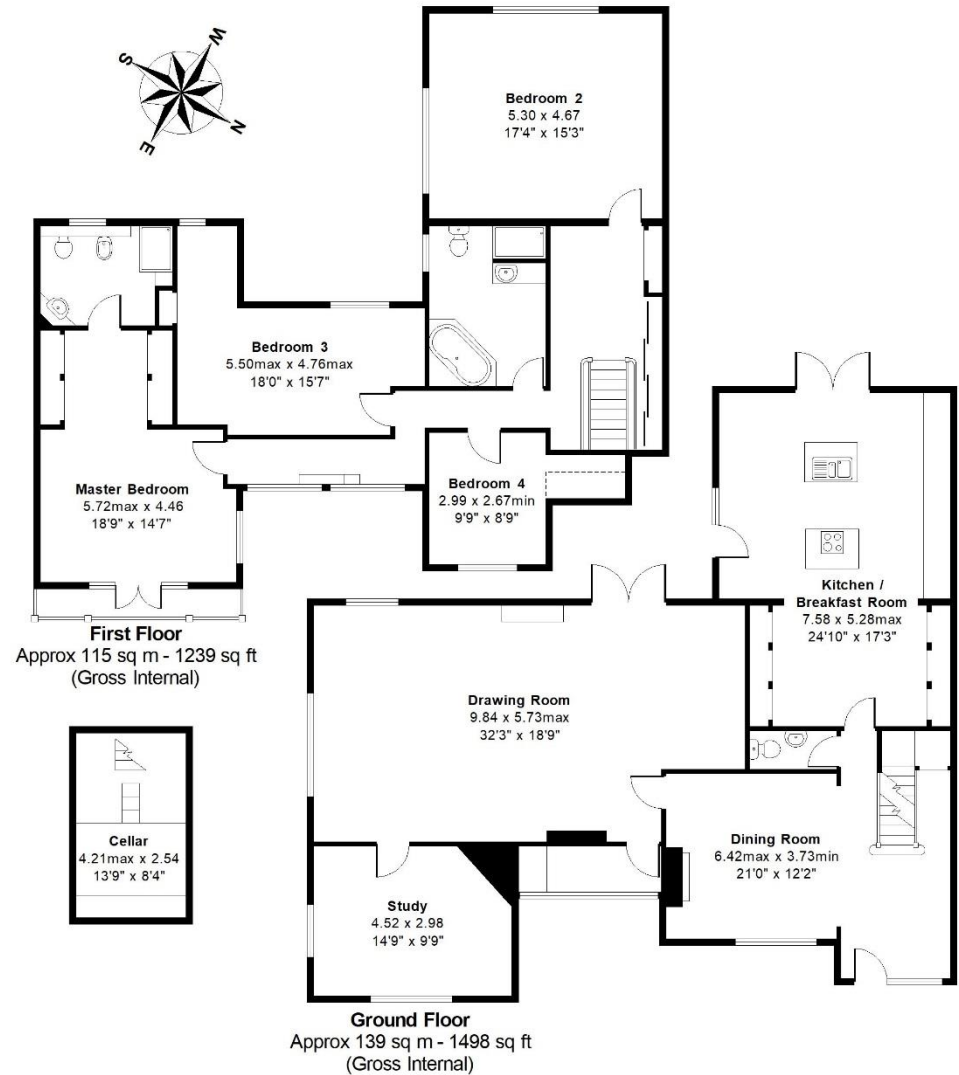 W
S
N
E
Bedroom 2
5.30 x 4.67
17'4" x 15'3"
Bedroom 3
5.50max x 4.76max
18'0" x 15'7"
Master Bedroom
5.72max x 4.46
18'9" x 14'7"
Bedroom 4
2.99 x 2.67min
9'9" x 8'9"
First Floor
Approx 115 sq m - 1239 sq ft
(Gross Internal)
Kitchen /
Breakfast Room
7.58 x 5.28max
24'10" x 17'3"
Drawing Room
9.84 x 5.73max
32'3" x 18'9"
Cellar
4.21max x 2.54
13'9" x 8'4"
Dining Room
6.42max x 3.73min
21'0" x 12'2"
Study
4.52 x 2.98
14'9" x 9'9"
Ground Floor
Approx 139 sq m - 1498 sq ft
(Gross Internal)